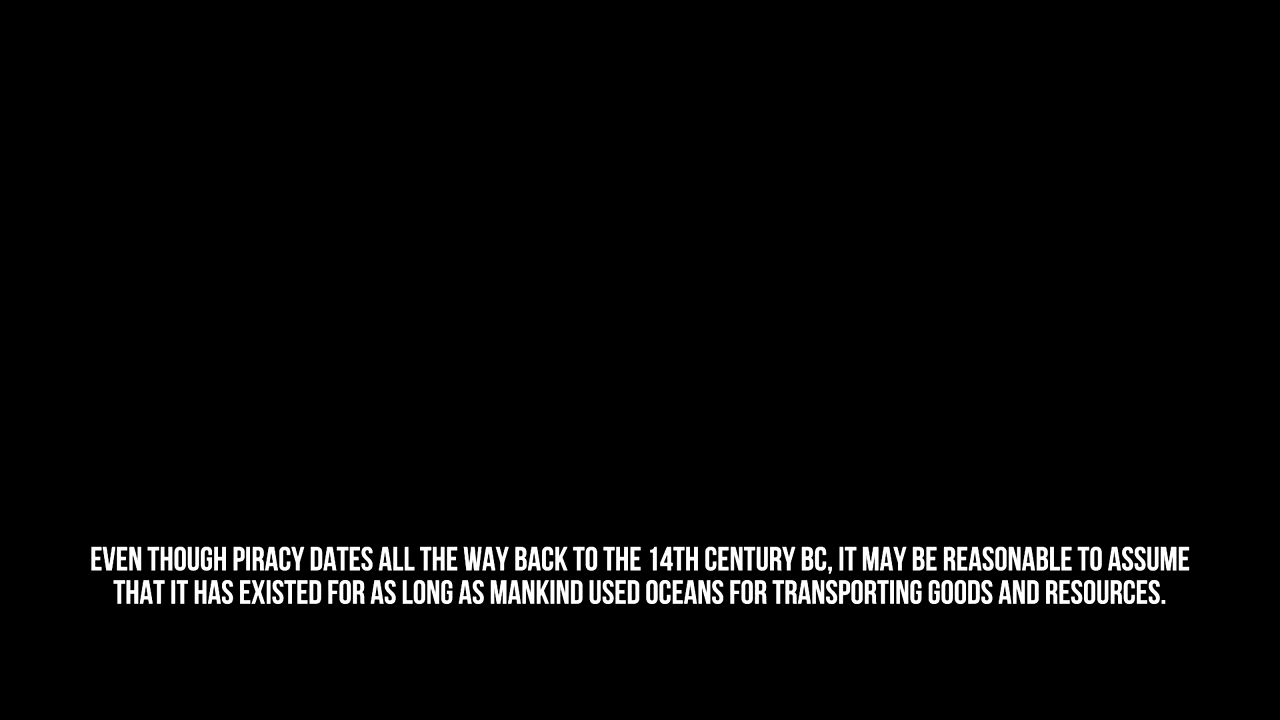 EVEN THOUGH PIRACY DATES ALL THE WAY BACK TO THE 14TH CENTURY BC, IT MAY BE REASONABLE TO ASSUME
THAT IT HAS EXISTED FOR AS LONG AS MANKIND USED OCEANS FOR TRANSPORTING GOODS AND RESOURCES.